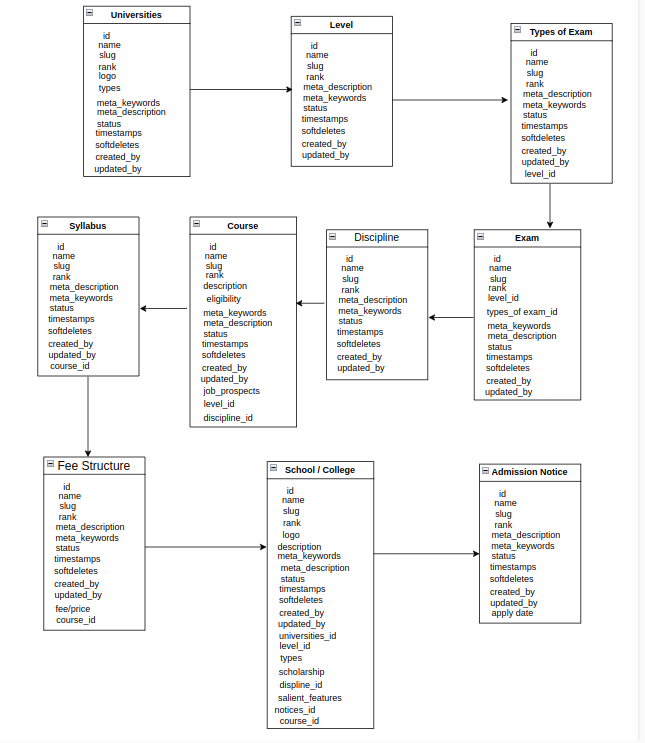 Universities
id
name
slug
rank
logo
types
meta_keywords
meta_description
status
timestamps
softdeletes
created_by
updated_by
Level
id
name
slug
rank
meta_description
meta_keywords
status
timestamps
softdeletes
created_by
updated_by
Types of Exam
id
name
slug
rank
meta_description
meta_keywords
status
timestamps
softdeletes
created_by
updated_by
level_id
Syllabus
id
name
slug
rank
meta_description
meta_keywords
status
timestamps
softdeletes
created_by
updated_by
course_id
Course
id
name
slug
rank
description
eligibility
meta_keywords
meta_description
status
timestamps
softdeletes
created_by
updated_by
job_prospects
level_id
discipline_id
Discipline
id
name
slug
rank
meta_description
meta_keywords
status
timestamps
softdeletes
created_by
updated_by
Exam
id
name
slug
rank
level_id
types_of exam_id
meta_keywords
meta_description
status
timestamps
softdeletes
created_by
updated_by
Fee Structure
id
name
slug
rank
meta_description
meta_keywords
status
timestamps
softdeletes
created_by
updated_by
fee/price
course_id
School / College
id
name
slug
rank
logo
description
meta_keywords
meta_description
status
timestamps
softdeletes
created_by
updated_by
universities_id
level_id
types
scholarship
displine_id
salient_features
notices_id
course_id
Admission Notice
id
name
slug
rank
meta_description
meta_keywords
status
timestamps
softdeletes
created_by
updated_by
apply date